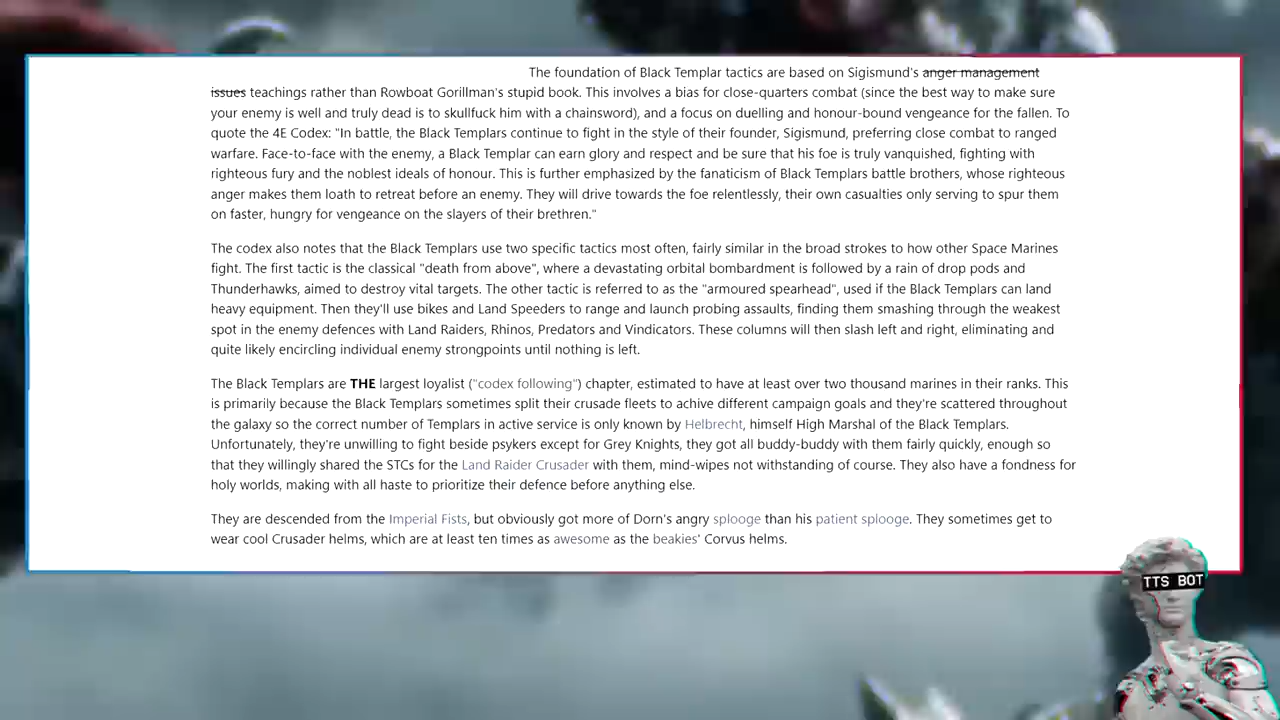 The foundation of Black Templar tactics are based on Sigismund's anger management
issues teachings rather than Rowboat Gorillman's stupid book. This involves a bias for close-quarters combat (since the best way to make sure
your enemy is well and truly dead is to skullfuck him with a chainsword), and a focus on duelling and honour-bound vengeance for the fallen. To
quote the 4E Codex: "In battle, the Black Templars continue to fight in the style of their founder, Sigismund, preferring close combat to ranged
warfare. Face-to-face with the enemy, a Black Templar can earn glory and respect and be sure that his foe is truly vanquished, fighting with
righteous fury and the noblest ideals of honour. This is further emphasized by the fanaticism of Black Templars battle brothers, whose righteous
anger makes them loath to retreat before an enemy. They will drive towards the foe relentlessly, their own casualties only serving to spur them
on faster, hungry for vengeance on the slayers of their brethren."
The codex also notes that the Black Templars use two specific tactics most often, fairly similar in the broad strokes to how other Space Marines
fight. The first tactic is the classical "death from above", where a devastating orbital bombardment is followed by a rain of drop pods and
Thunderhawks, aimed to destroy vital targets. The other tactic is referred to as the "armoured spearhead", used if the Black Templars can land
heavy equipment. Then they'll use bikes and Land Speeders to range and launch probing assaults, finding them smashing through the weakest
spot in the enemy defences with Land Raiders, Rhinos, Predators and Vindicators. These columns will then slash left and right, eliminating and
quite likely encircling individual enemy strongpoints until nothing is left.
The Black Templars are THE largest loyalist ("codex following") chapter, estimated to have at least over two thousand marines in their ranks. This
is primarily because the Black Templars sometimes split their crusade fleets to achive different campaign goals and they're scattered throughout
the galaxy so the correct number of Templars in active service is only known by Helbrecht, himself High Marshal of the Black Templars.
Unfortunately, they're unwilling to fight beside psykers except for Grey Knights, they got all buddy-buddy with them fairly quickly, enough so
that they willingly shared the STCs for the Land Raider Crusader with them, mind-wipes not withstanding of course. They also have a fondness for
holy worlds, making with all haste to prioritize their defence before anything else.
They are descended from the Imperial Fists, but obviously got more of Dorn's angry splooge than his patient splooge. They sometimes get to
wear cool Crusader helms, which are at least ten times as awesome as the beakies' Corvus helms.
TTS BOT